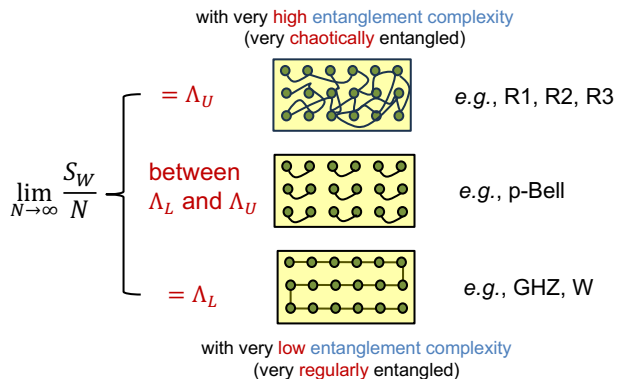 with very high entanglement complexity
(very chaotically entangled)
= Λ_U
e.g., R1, R2, R3
lim_{N→∞} S_W/N
between
Λ_L and Λ_U
e.g., p-Bell
= Λ_L
e.g., GHZ, W
with very low entanglement complexity
(very regularly entangled)